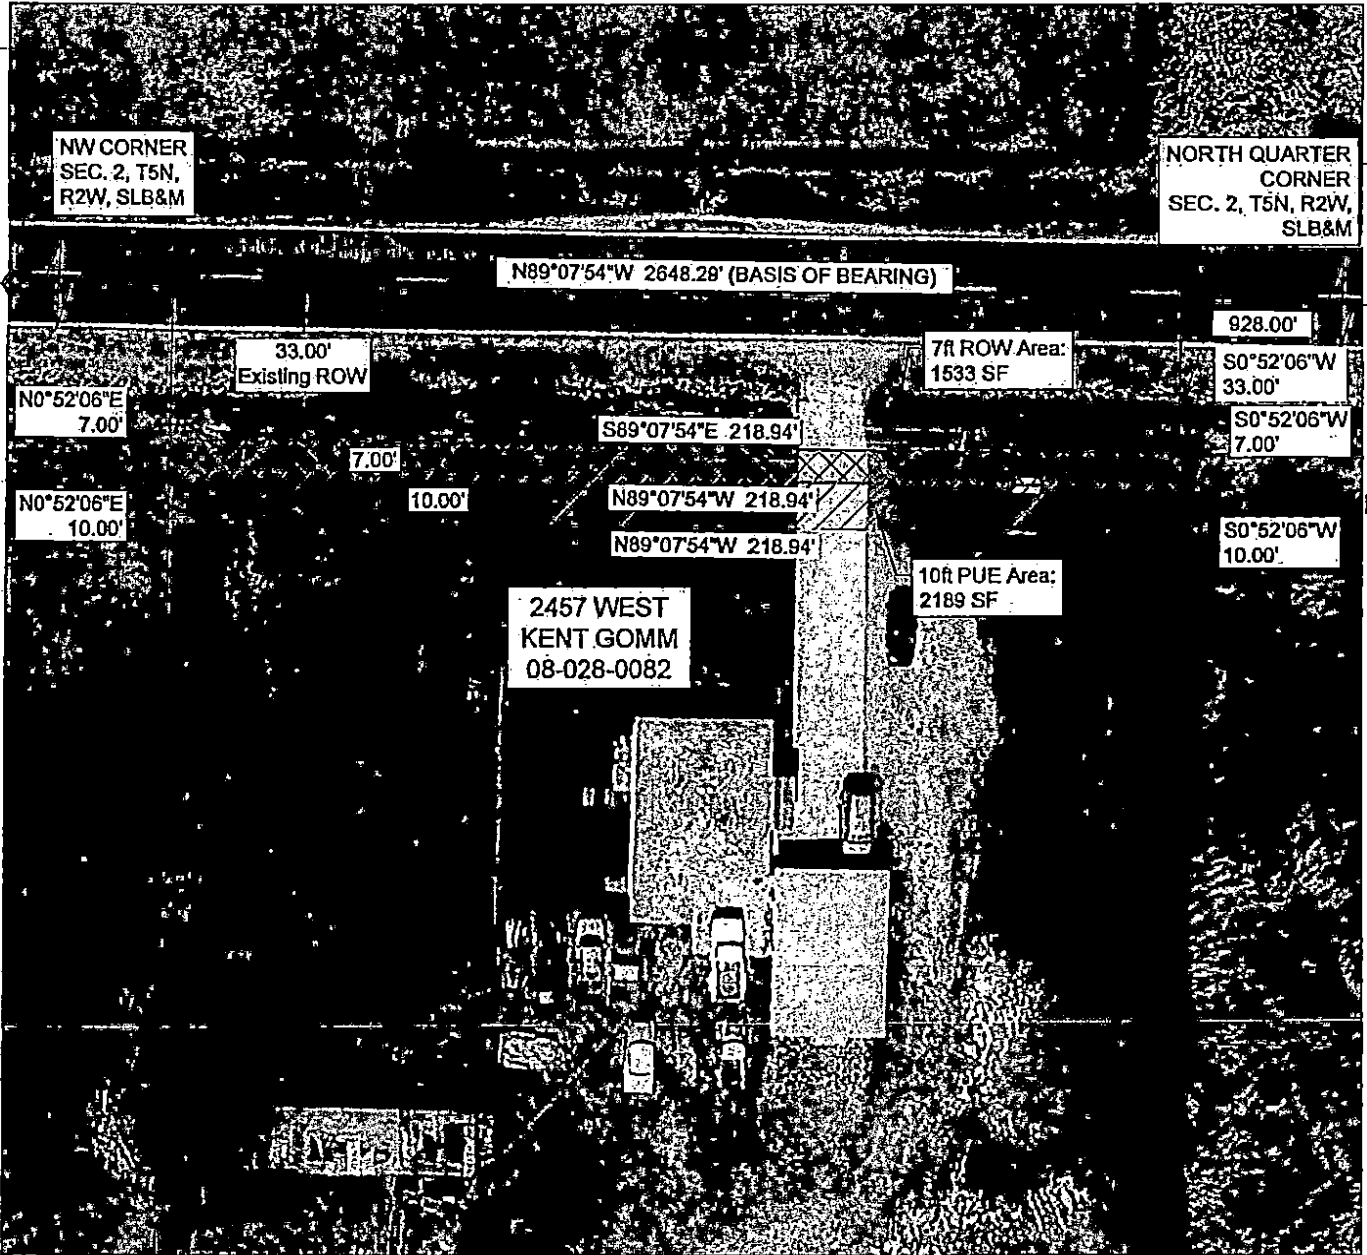 NW CORNER
SEC. 2, T5N,
R2W, SLB&M
NORTH QUARTER
CORNER
SEC. 2, T5N, R2W,
SLB&M
N89°07'54"W 2648.29' (BASIS OF BEARING)
928.00'
33.00'
Existing ROW
7ft ROW Area:
1533 SF
S0°52'06"W
33.00'
N0°52'06"E
7.00'
S89°07'54"E 218.94'
S0°52'06"W
7.00'
7.00'
10.00'
N89°07'54"W 218.94'
N0°52'06"E
10.00'
N89°07'54"W 218.94'
S0°52'06"W
10.00'
10ft PUE Area:
2189 SF
2457 WEST
KENT GOMM
08-028-0082